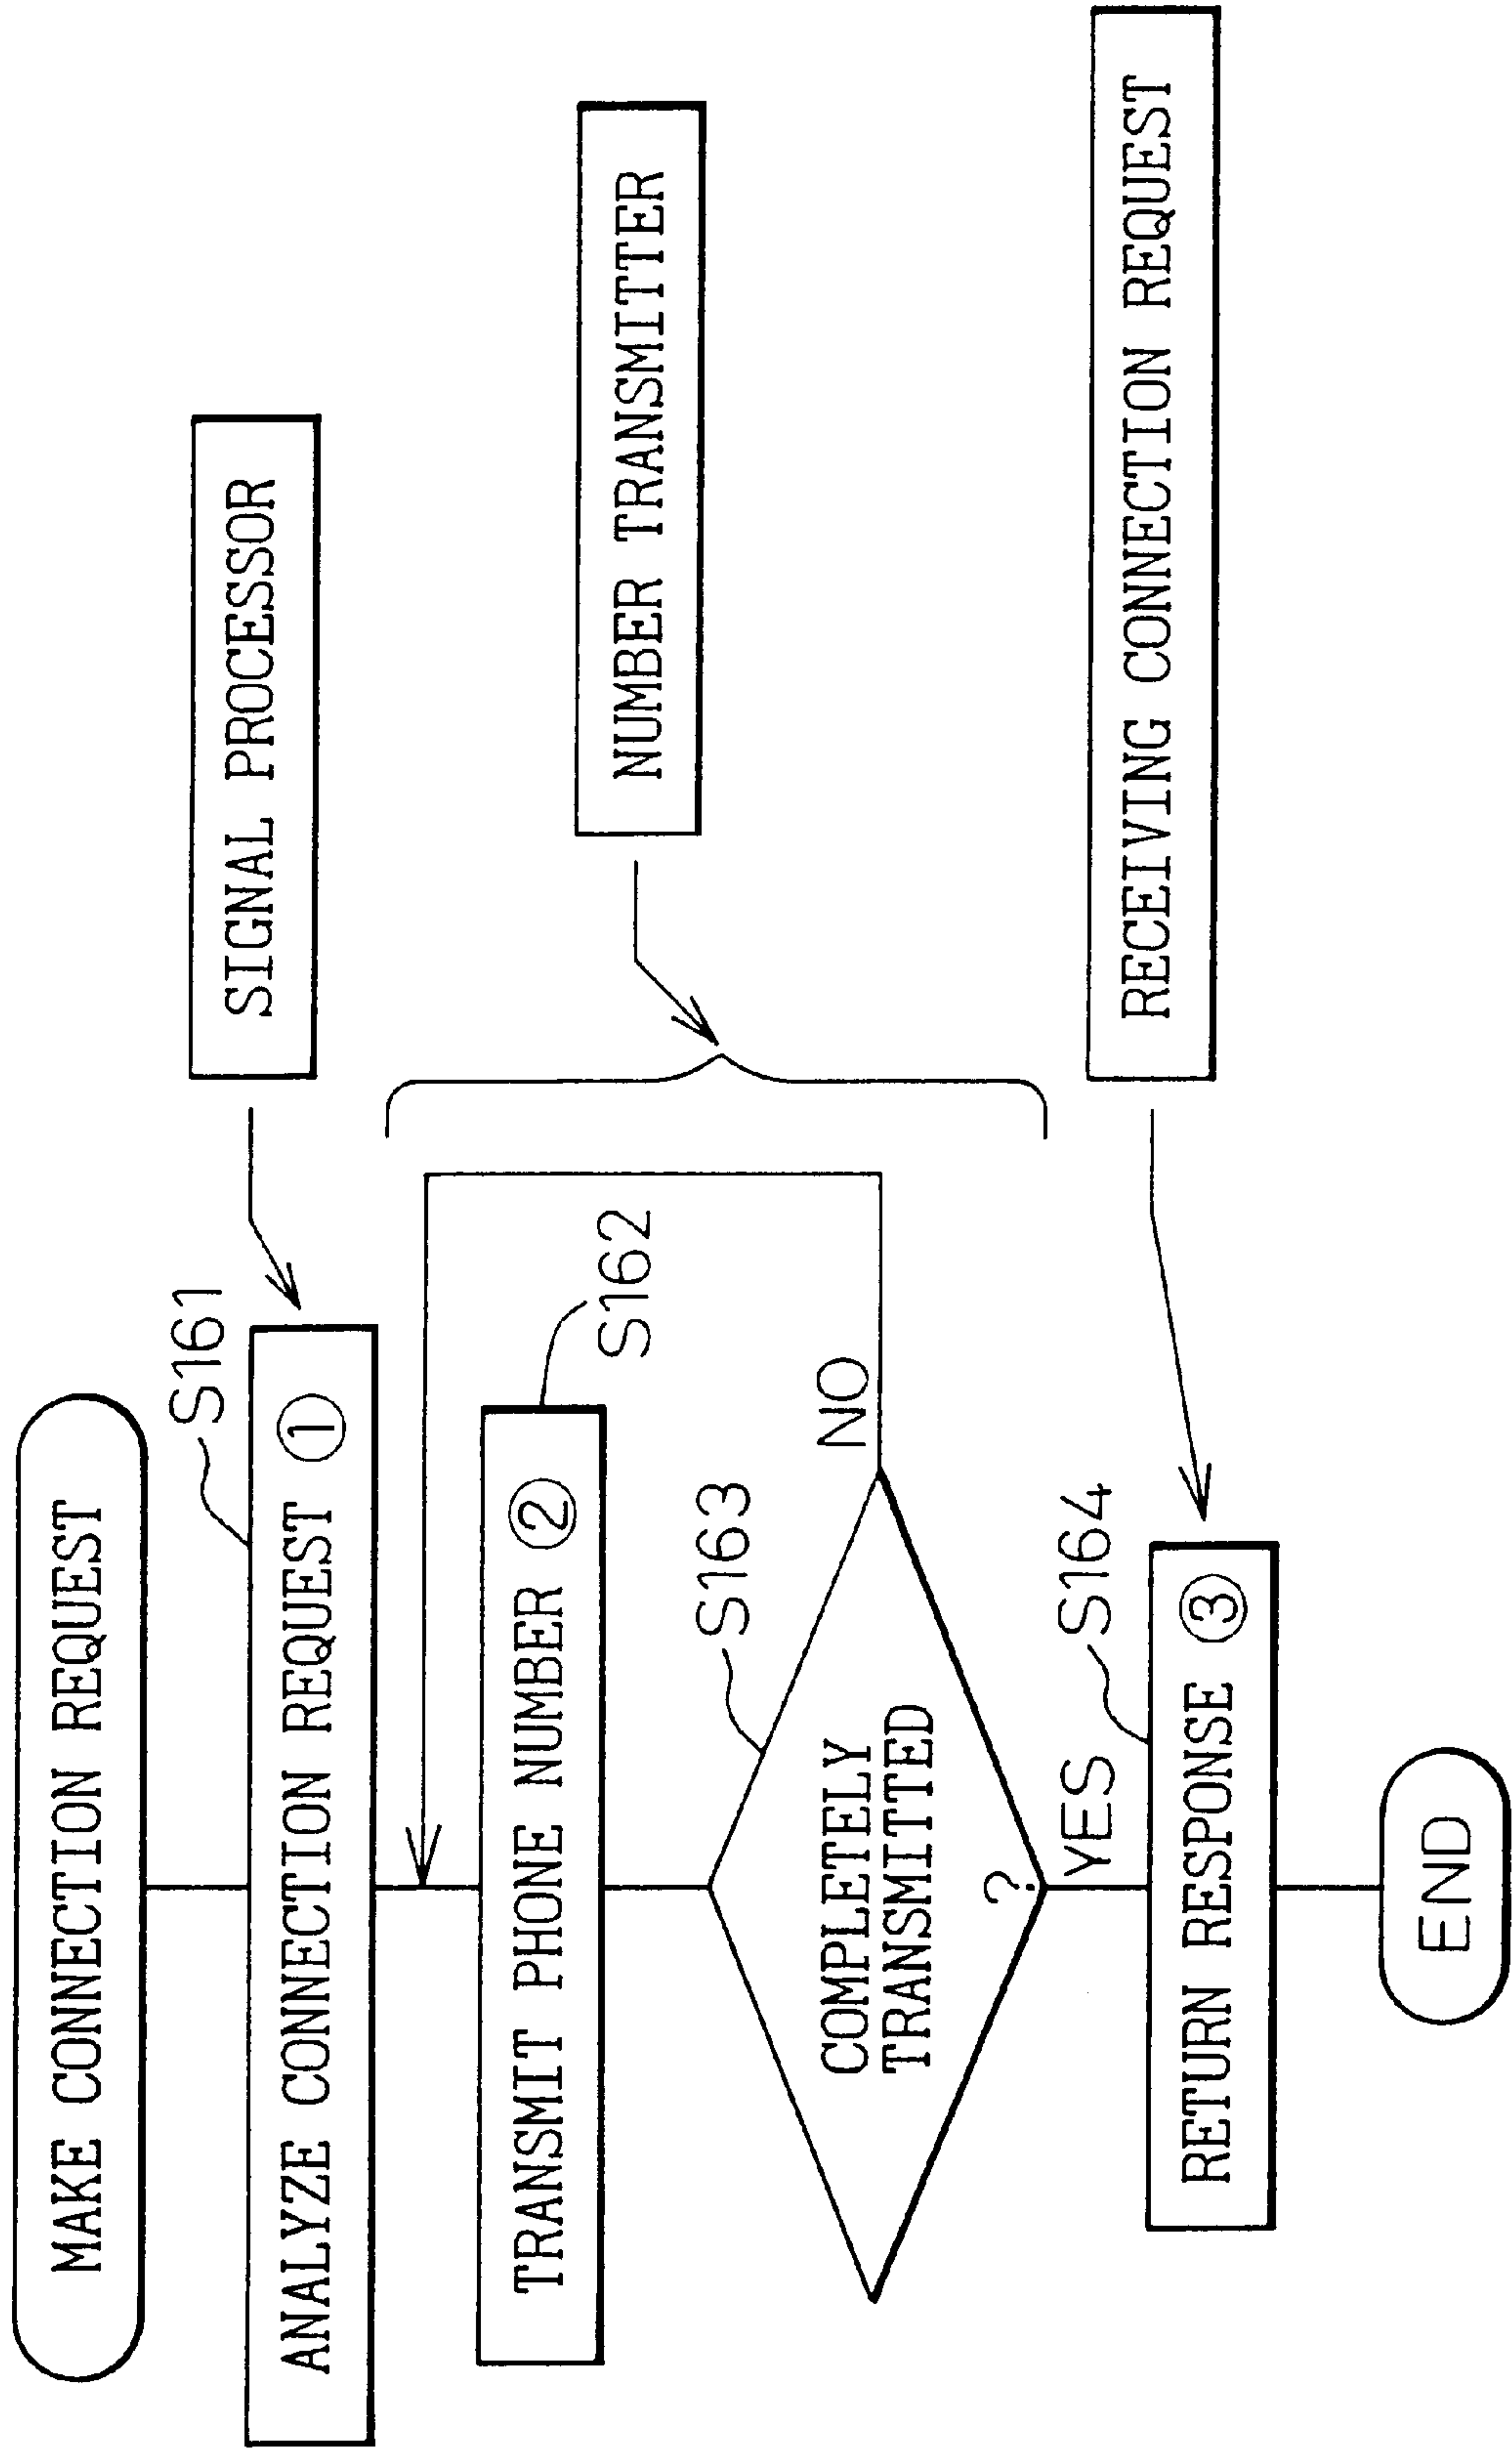 MAKE CONNECTION REQUEST
S161
ANALYZE CONNECTION REQUEST ①
SIGNAL PROCESSOR
TRANSMIT PHONE NUMBER ②
S162
NUMBER TRANSMITTER
S163
COMPLETELY
TRANSMITTED
?
NO
YES
S164
RETURN RESPONSE ③
RECEIVING CONNECTION REQUEST
END